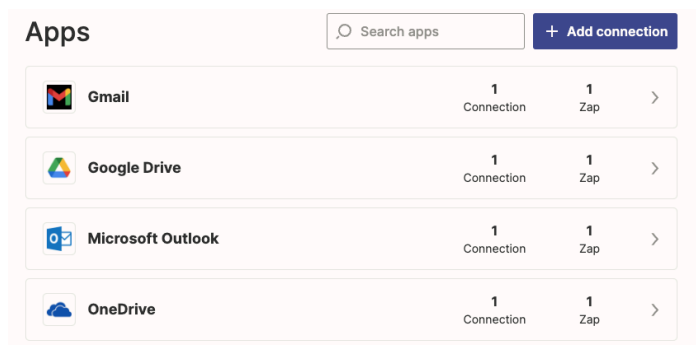 Apps
Search apps
+ Add connection
Gmail
1 1
Connection Zap
Google Drive
1 1
Connection Zap
Microsoft Outlook
1 1
Connection Zap
OneDrive
1 1
Connection Zap